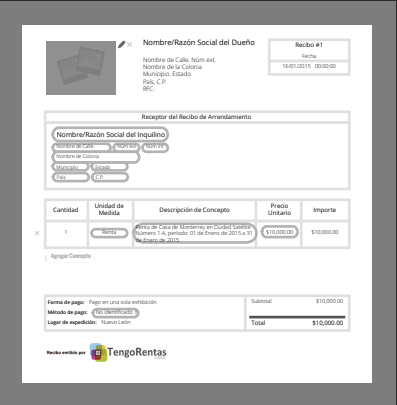 Nombre/Razón Social del Dueño
Nombre de Calle, Núm ext.
Nombre de la Colonia
Municipio, Estado
País, C.P.
RFC:
Recibo #1
Fecha
16/01/2015 00:00:00
Receptor del Recibo de Arrendamiento
Nombre/Razón Social del Inquilino
Nombre de Calle Núm ext Núm int
Nombre de Colonia
Municipio Estado
País C.P.
Cantidad Unidad de Medida Descripción de Concepto Precio Unitario Importe
1 Renta Renta de Casa de Monterrey en Ciudad Satélite Número 1-A, período: 01 de Enero de 2015 a 31 de Enero de 2015 $10,000.00 $10,000.00
Agregar Concepto
Forma de pago: Pago en una sola exhibición
Método de pago: No identificado
Lugar de expedición: Nuevo León
Subtotal $10,000.00
Total $10,000.00
Recibo emitido por TengoRentas
.com